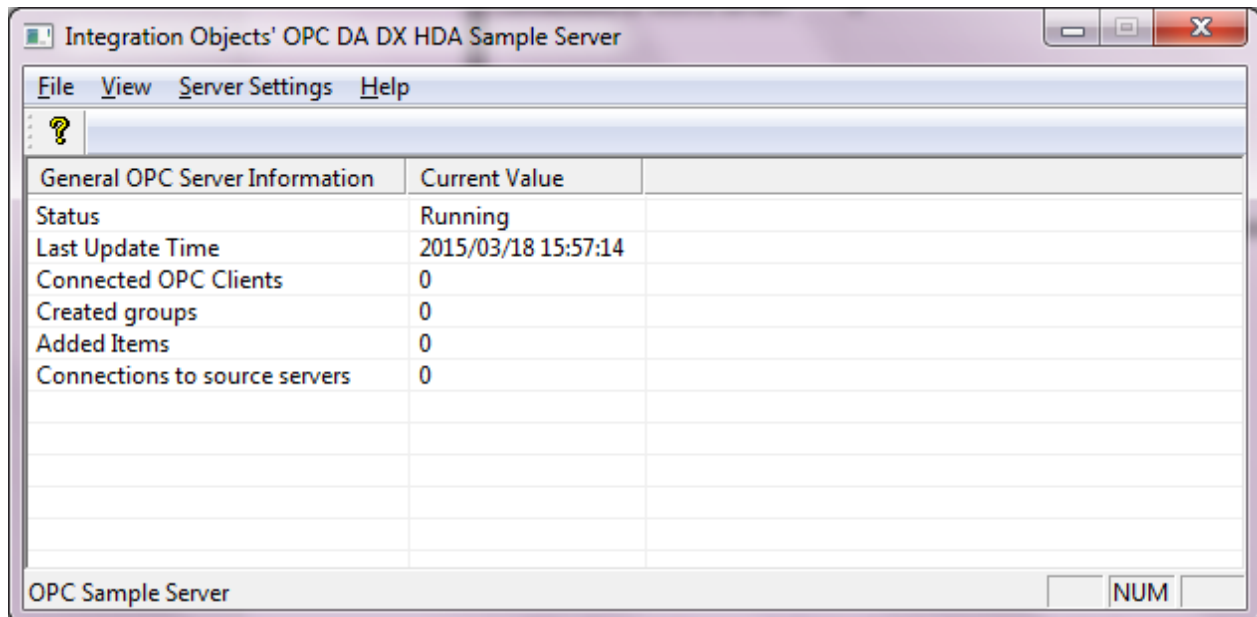 Integration Objects' OPC DA DX HDA Sample Server
File View Server Settings Help
General OPC Server Information Current Value
Status Running
Last Update Time 2015/03/18 15:57:14
Connected OPC Clients 0
Created groups 0
Added Items 0
Connections to source servers 0
OPC Sample Server NUM